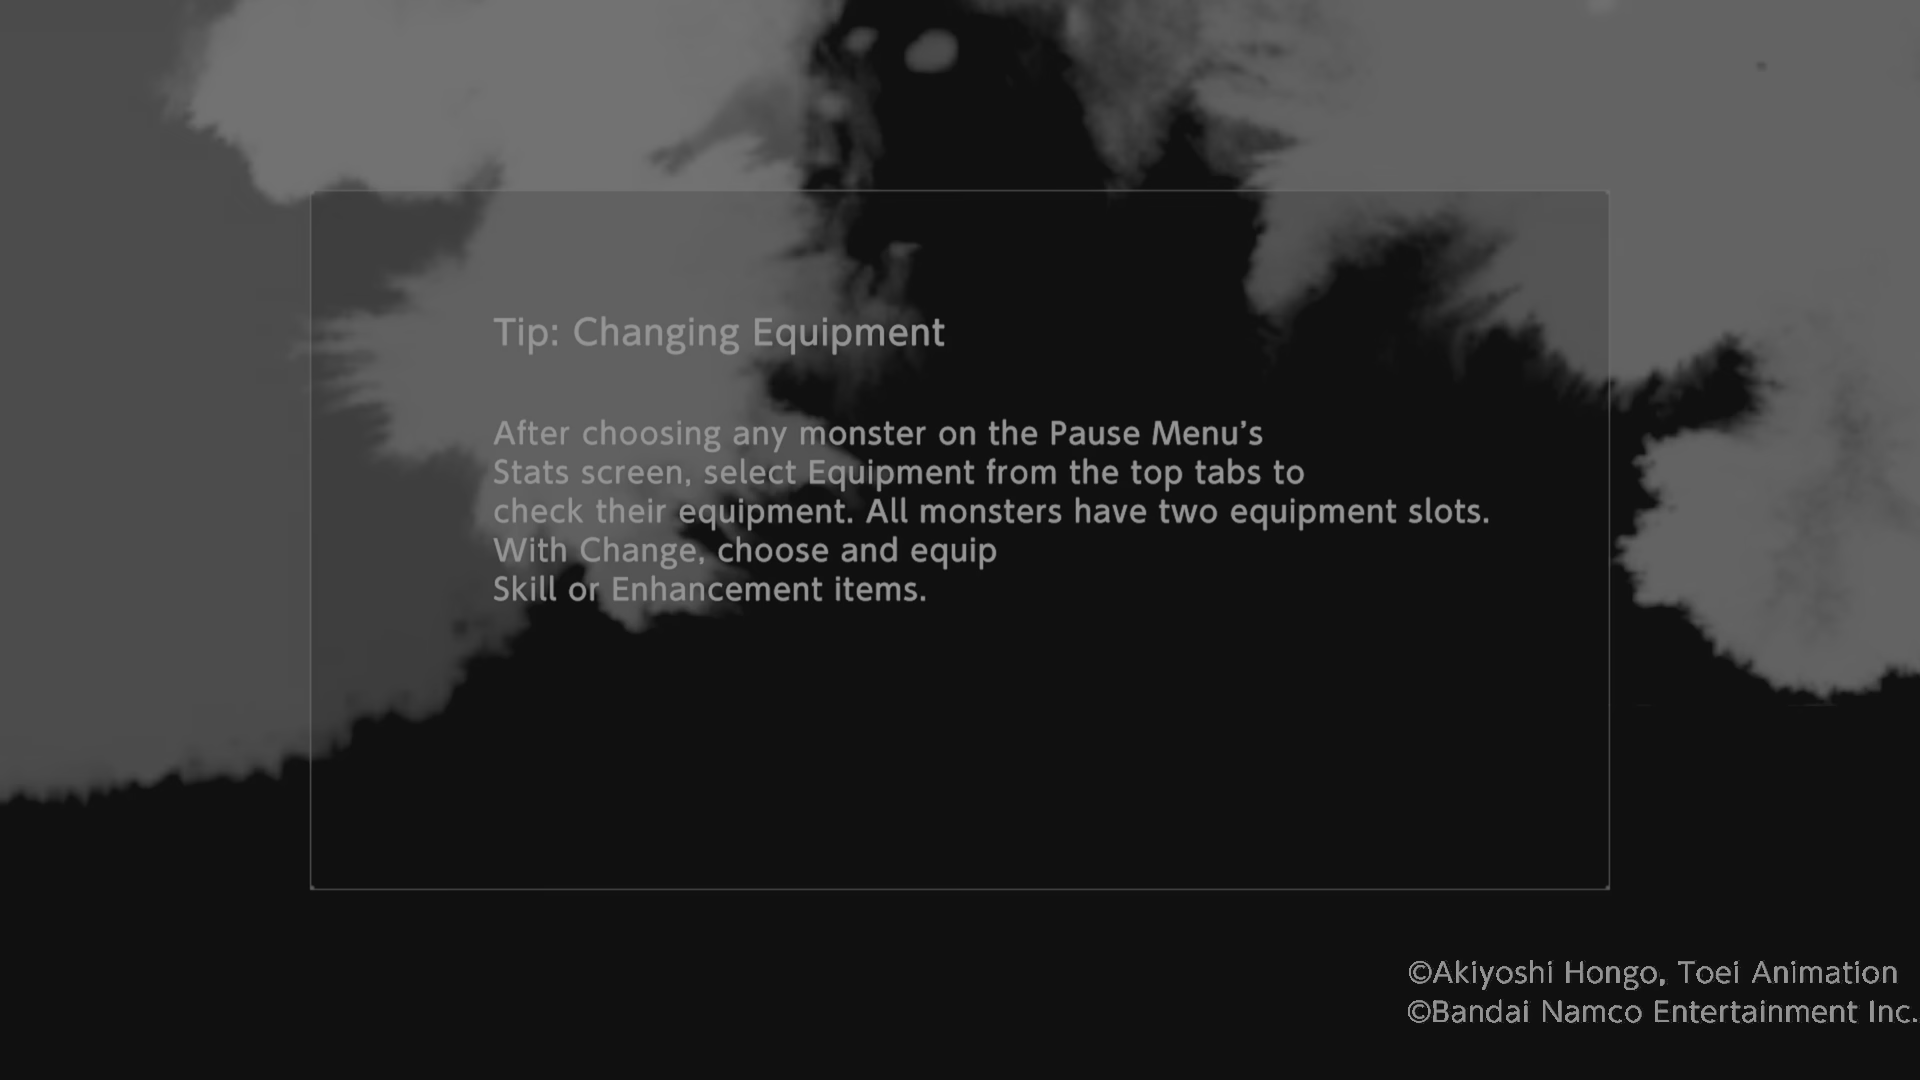 Tip: Changing Equipment
After choosing any monster on the Pause Menu’s
Stats screen, select Equipment from the top tabs to
check their equipment. All monsters have two equipment slots.
With Change, choose and equip
Skill or Enhancement items.
©Akiyoshi Hongo, Toei Animation
©Bandai Namco Entertainment Inc.